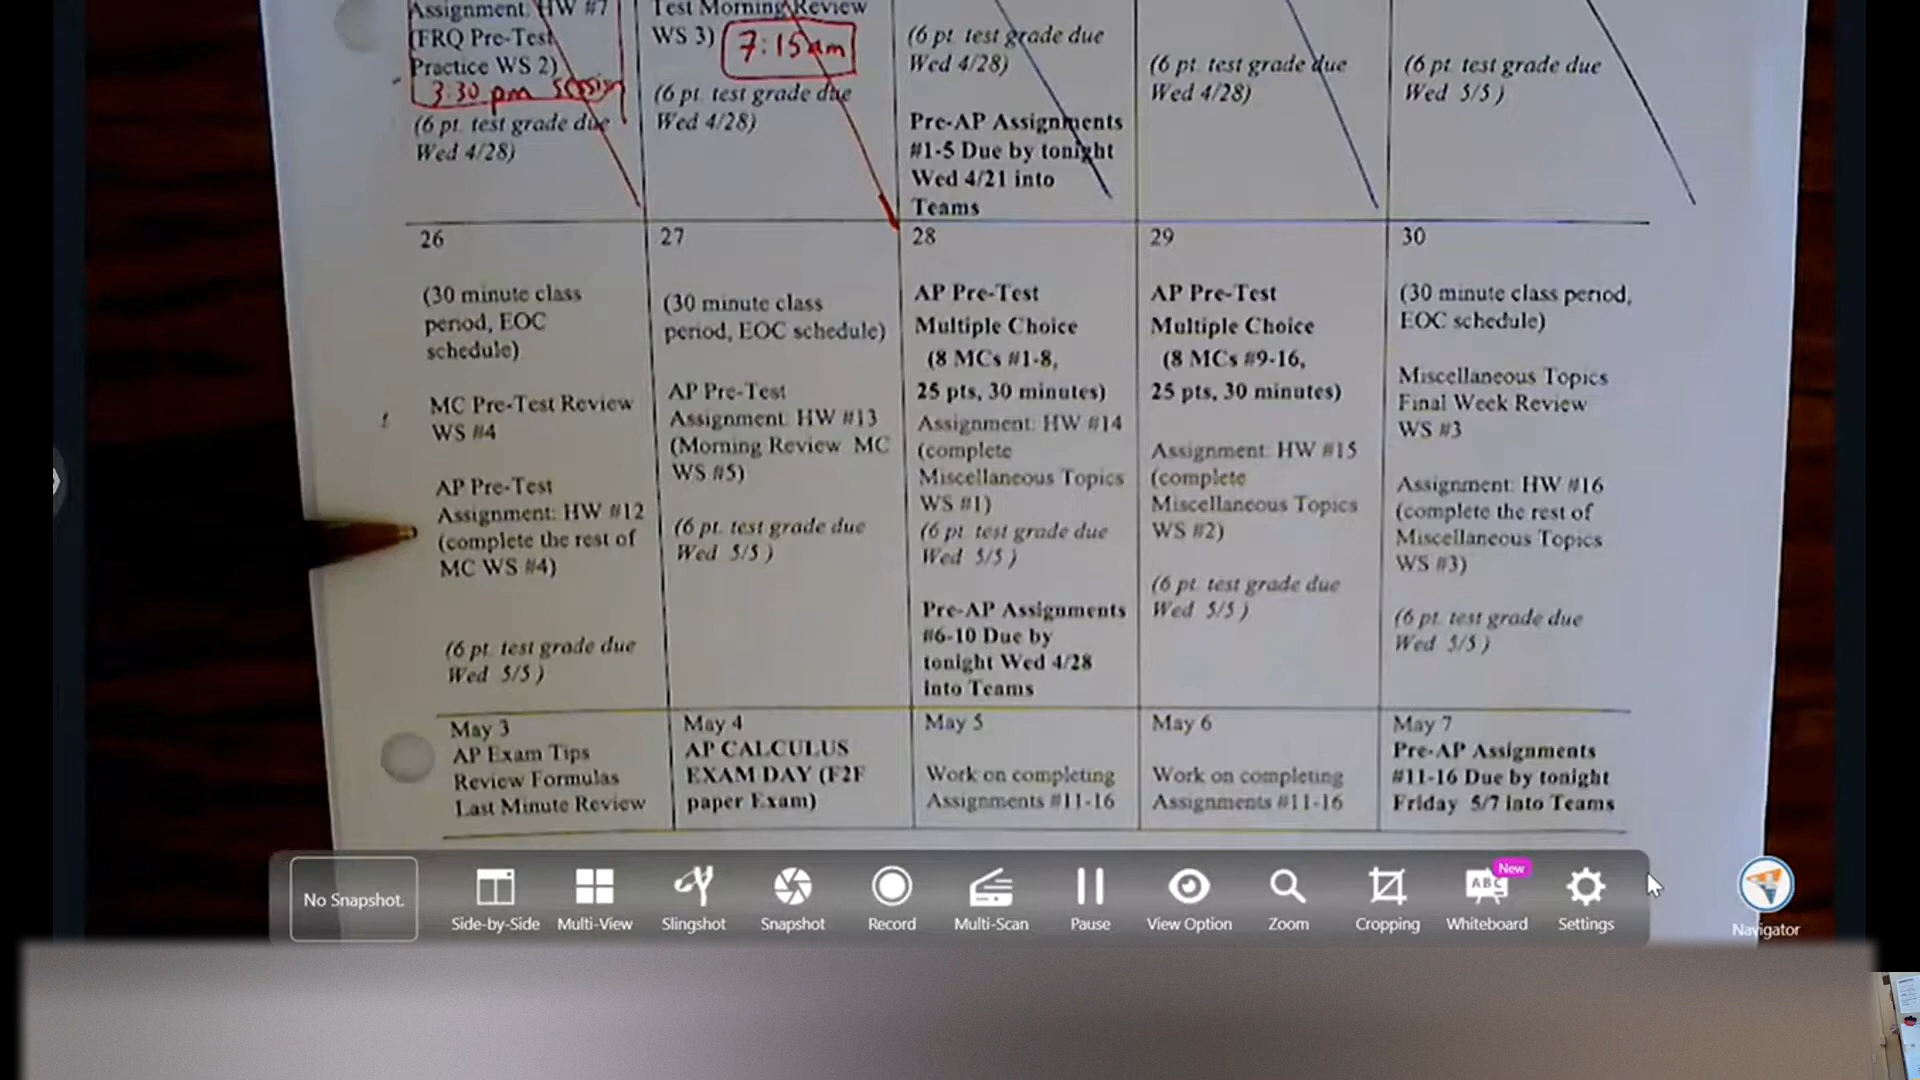 Assignment: HW #7
(FRQ Pre-Test
Practice WS 2)
3:30 pm session
(6 pt. test grade due
Wed 4/28)
Test Morning Review
WS 3)
7:15am
(6 pt. test grade due
Wed 4/28)
(6 pt. test grade due
Wed 4/28)
Pre-AP Assignments
#1-5 Due by tonight
Wed 4/21 into
Teams
(6 pt. test grade due
Wed 4/28)
(6 pt. test grade due
Wed 5/5 )
26
(30 minute class
period, EOC
schedule)
MC Pre-Test Review
WS #4
AP Pre-Test
Assignment: HW #12
(complete the rest of
MC WS #4)
(6 pt. test grade due
Wed 5/5 )
27
(30 minute class
period, EOC schedule)
AP Pre-Test
Assignment: HW #13
(Morning Review MC
WS #5)
(6 pt. test grade due
Wed 5/5 )
28
AP Pre-Test
Multiple Choice
(8 MCs #1-8,
25 pts, 30 minutes)
Assignment: HW #14
(complete
Miscellaneous Topics
WS #1)
(6 pt. test grade due
Wed 5/5 )
Pre-AP Assignments
#6-10 Due by
tonight Wed 4/28
into Teams
29
AP Pre-Test
Multiple Choice
(8 MCs #9-16,
25 pts, 30 minutes)
Assignment: HW #15
(complete
Miscellaneous Topics
WS #2)
(6 pt. test grade due
Wed 5/5 )
30
(30 minute class period,
EOC schedule)
Miscellaneous Topics
Final Week Review
WS #3
Assignment: HW #16
(complete the rest of
Miscellaneous Topics
WS #3)
(6 pt. test grade due
Wed 5/5 )
May 3
AP Exam Tips
Review Formulas
Last Minute Review
May 4
AP CALCULUS
EXAM DAY (F2F
paper Exam)
May 5
Work on completing
Assignments #11-16
May 6
Work on completing
Assignments #11-16
May 7
Pre-AP Assignments
#11-16 Due by tonight
Friday 5/7 into Teams
No Snapshot.
Side-by-Side
Multi-View
Slingshot
Snapshot
Record
Multi-Scan
Pause
View Option
Zoom
Cropping
New
ABC
Whiteboard
Settings
Navigator